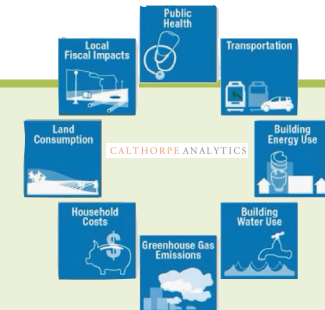 Public
Health
Local
Fiscal Impacts
Transportation
Land
Consumption
CALTHORPE ANALYTICS
Building
Energy Use
Household
Costs
Building
Water Use
Greenhouse Gas
Emissions